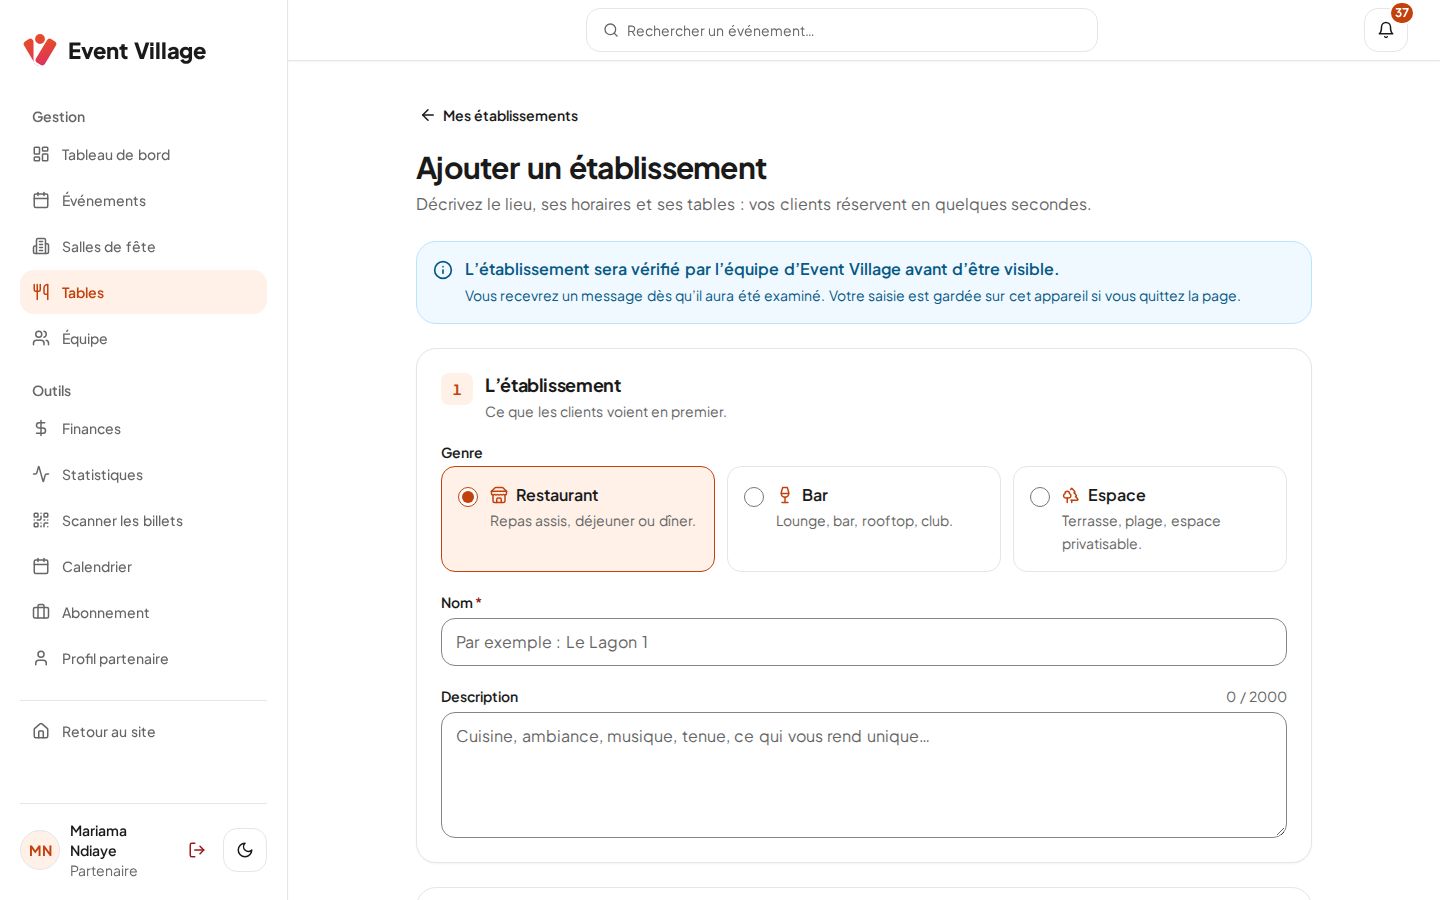 Event Village
Rechercher un événement…
37
Gestion
Tableau de bord
Événements
Salles de fête
Tables
Équipe
Outils
Finances
Statistiques
Scanner les billets
Calendrier
Abonnement
Profil partenaire
Retour au site
MN
Mariama
Ndiaye
Partenaire
Mes établissements
Ajouter un établissement
Décrivez le lieu, ses horaires et ses tables : vos clients réservent en quelques secondes.
L’établissement sera vérifié par l’équipe d’Event Village avant d’être visible.
Vous recevrez un message dès qu’il aura été examiné. Votre saisie est gardée sur cet appareil si vous quittez la page.
1
L’établissement
Ce que les clients voient en premier.
Genre
Restaurant
Repas assis, déjeuner ou dîner.
Bar
Lounge, bar, rooftop, club.
Espace
Terrasse, plage, espace
privatisable.
Nom *
Par exemple : Le Lagon 1
Description
0 / 2000
Cuisine, ambiance, musique, tenue, ce qui vous rend unique…